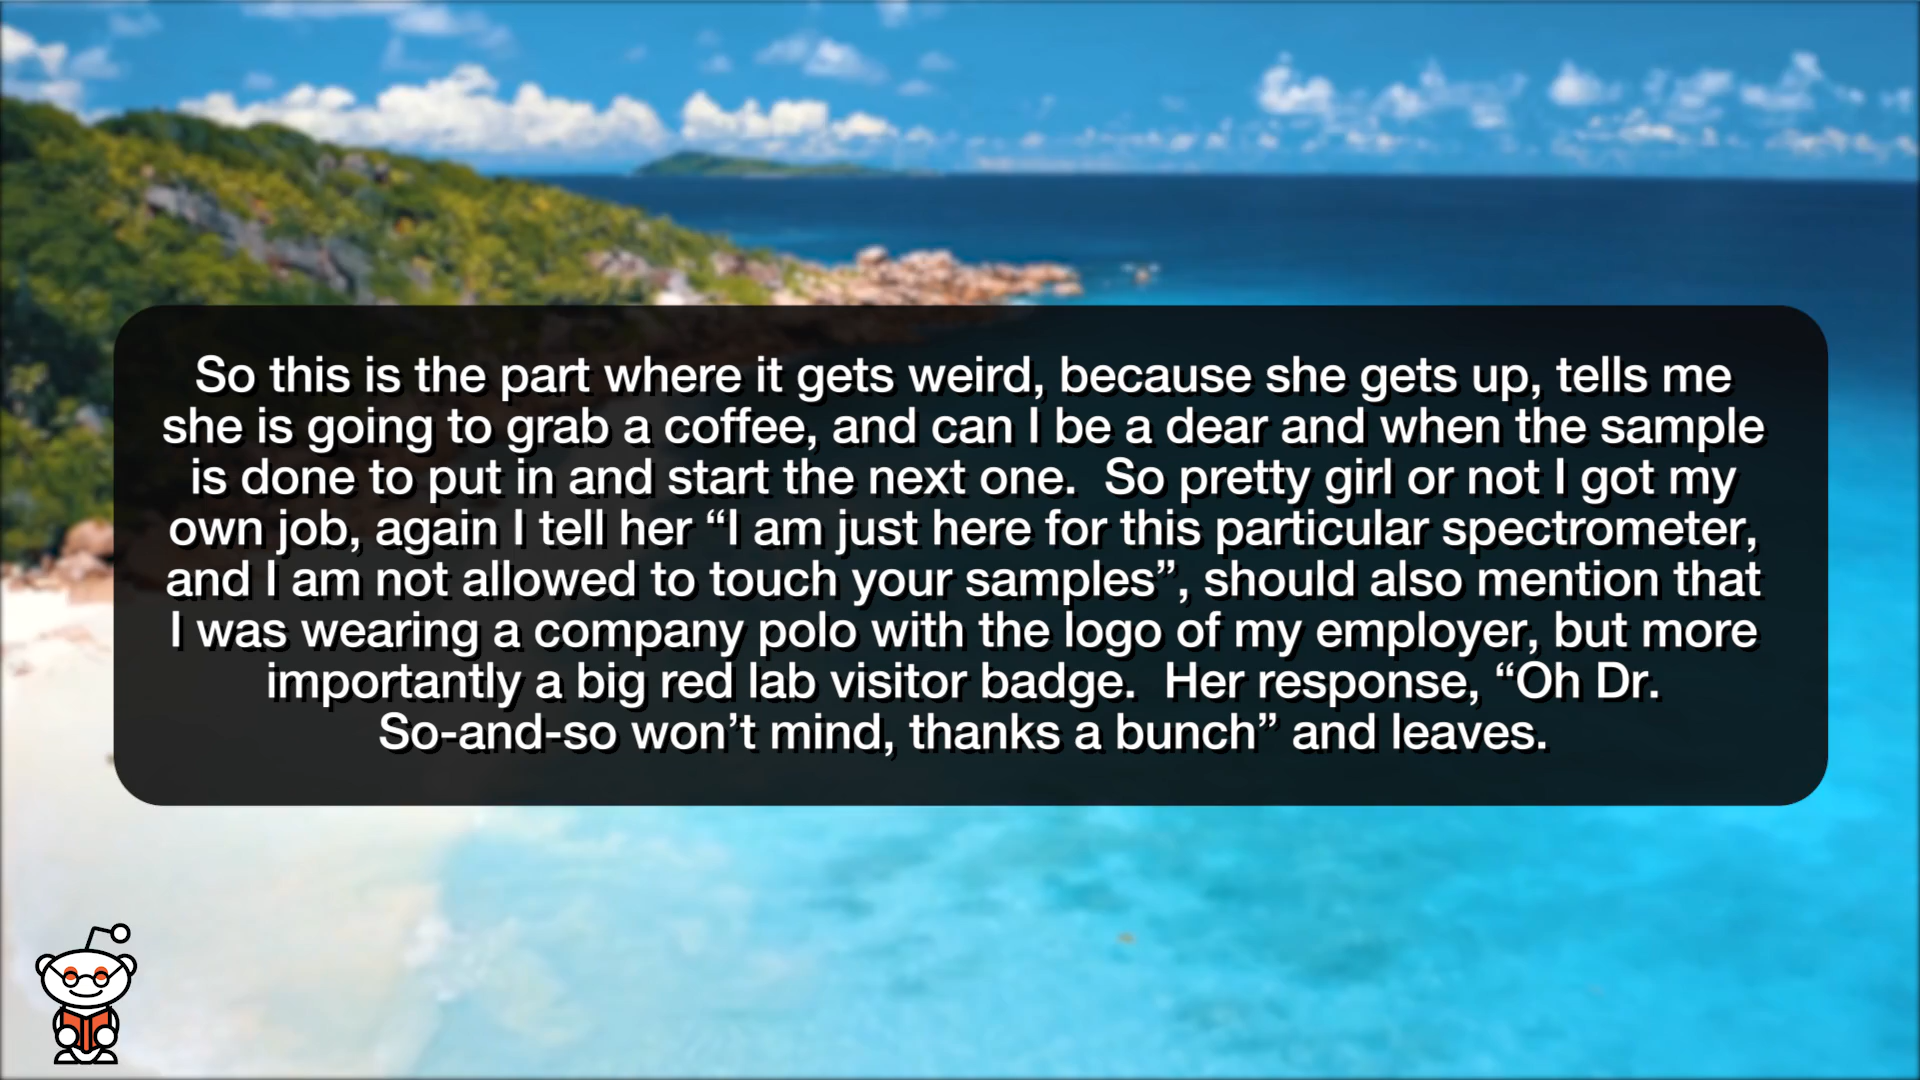 So this is the part where it gets weird, because she gets up, tells me
she is going to grab a coffee, and can I be a dear and when the sample
is done to put in and start the next one.  So pretty girl or not I got my
own job, again I tell her “I am just here for this particular spectrometer,
and I am not allowed to touch your samples”, should also mention that
I was wearing a company polo with the logo of my employer, but more
importantly a big red lab visitor badge.  Her response, “Oh Dr.
So-and-so won’t mind, thanks a bunch” and leaves.